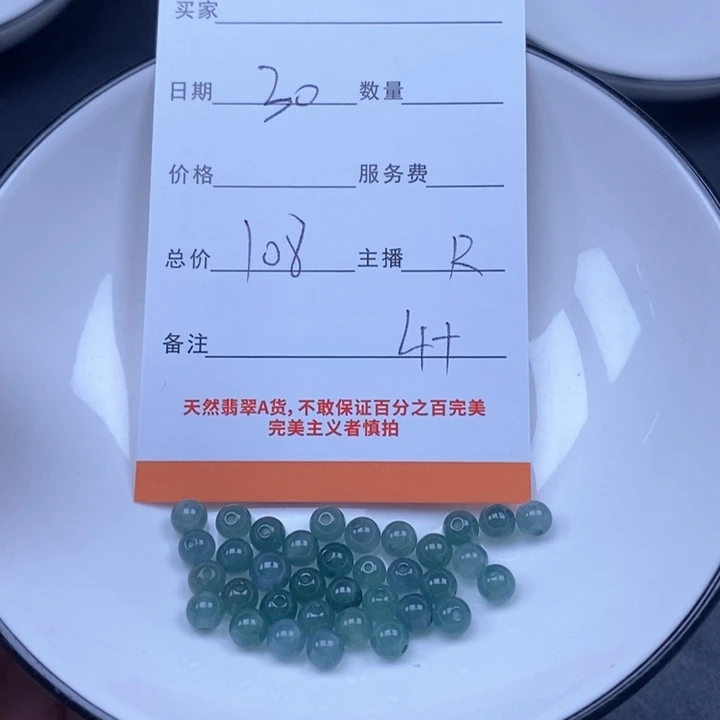 买家
日期 30 数量
价格 服务费
总价 108 主播 R
备注 4+
天然翡翠A货,不敢保证百分之百完美
完美主义者慎拍